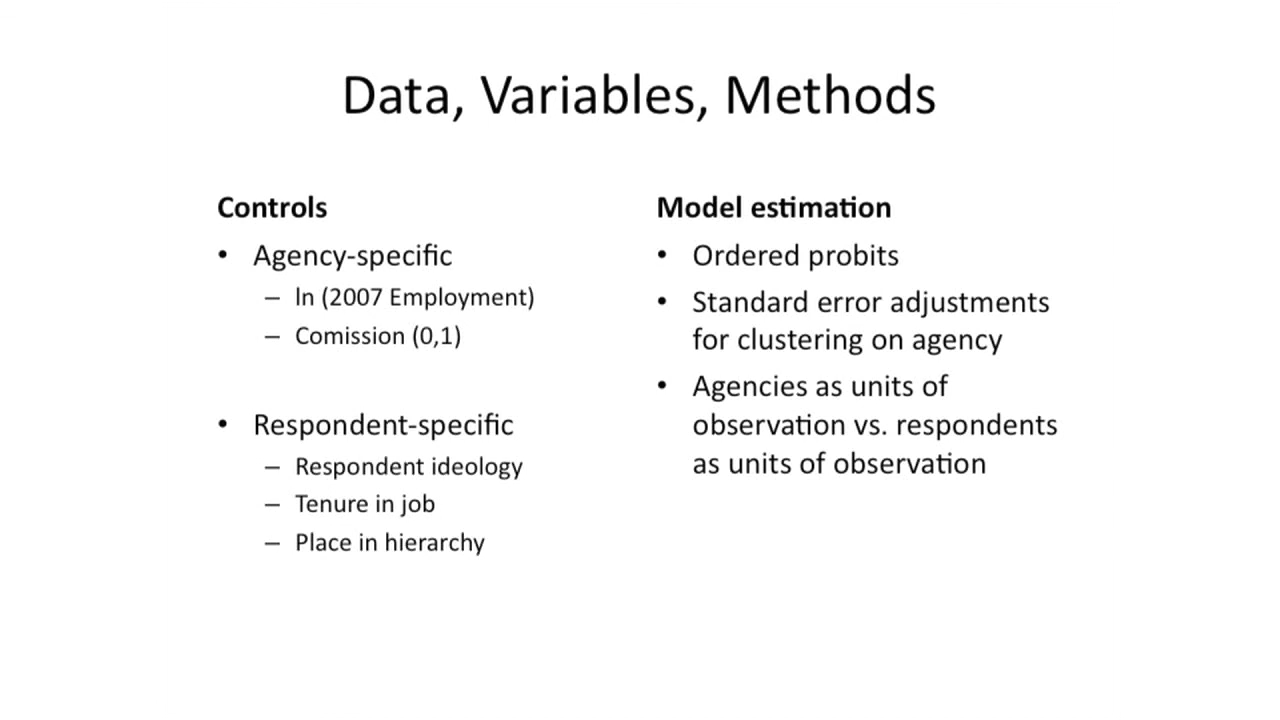 Data, Variables, Methods
Controls
• Agency-specific
– ln (2007 Employment)
– Comission (0,1)
• Respondent-specific
– Respondent ideology
– Tenure in job
– Place in hierarchy
Model estimation
• Ordered probits
• Standard error adjustments
for clustering on agency
• Agencies as units of
observation vs. respondents
as units of observation